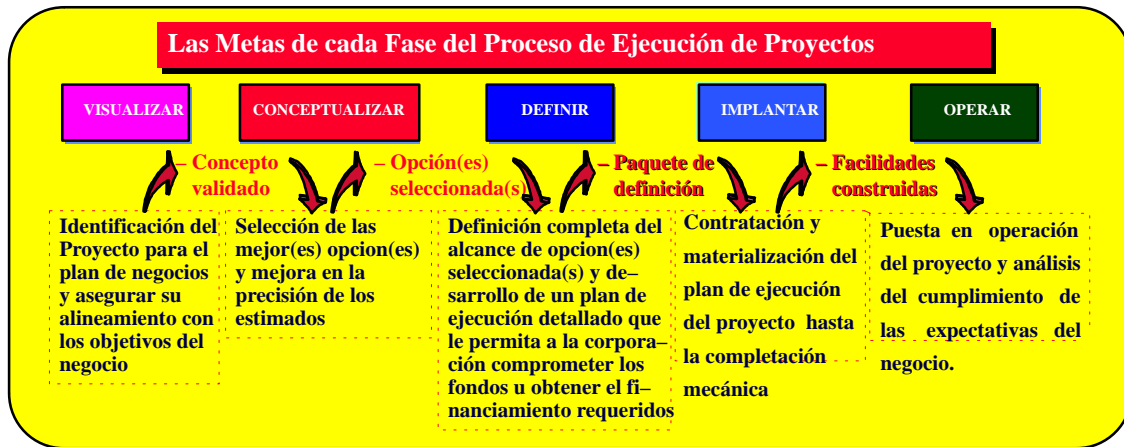 Las Metas de cada Fase del Proceso de Ejecución de Proyectos
VISUALIZAR
CONCEPTUALIZAR
DEFINIR
IMPLANTAR
OPERAR
– Concepto
validado
– Opción(es)
seleccionada(s)
– Paquete de
definición
– Facilidades
construidas
Identificación del
Proyecto para el
plan de negocios
y asegurar su
alineamiento con
los objetivos del
negocio
Selección de las
mejor(es) opcion(es)
y mejora en la
precisión de los
estimados
Definición completa del
alcance de opcion(es)
seleccionada(s) y de–
sarrollo de un plan de
ejecución detallado que
le permita a la corpora–
ción comprometer los
fondos u obtener el fi–
nanciamiento requeridos
Contratación y
materialización del
plan de ejecución
del proyecto hasta
la completación
mecánica
Puesta en operación
del proyecto y análisis
del cumplimiento de
las expectativas del
negocio.